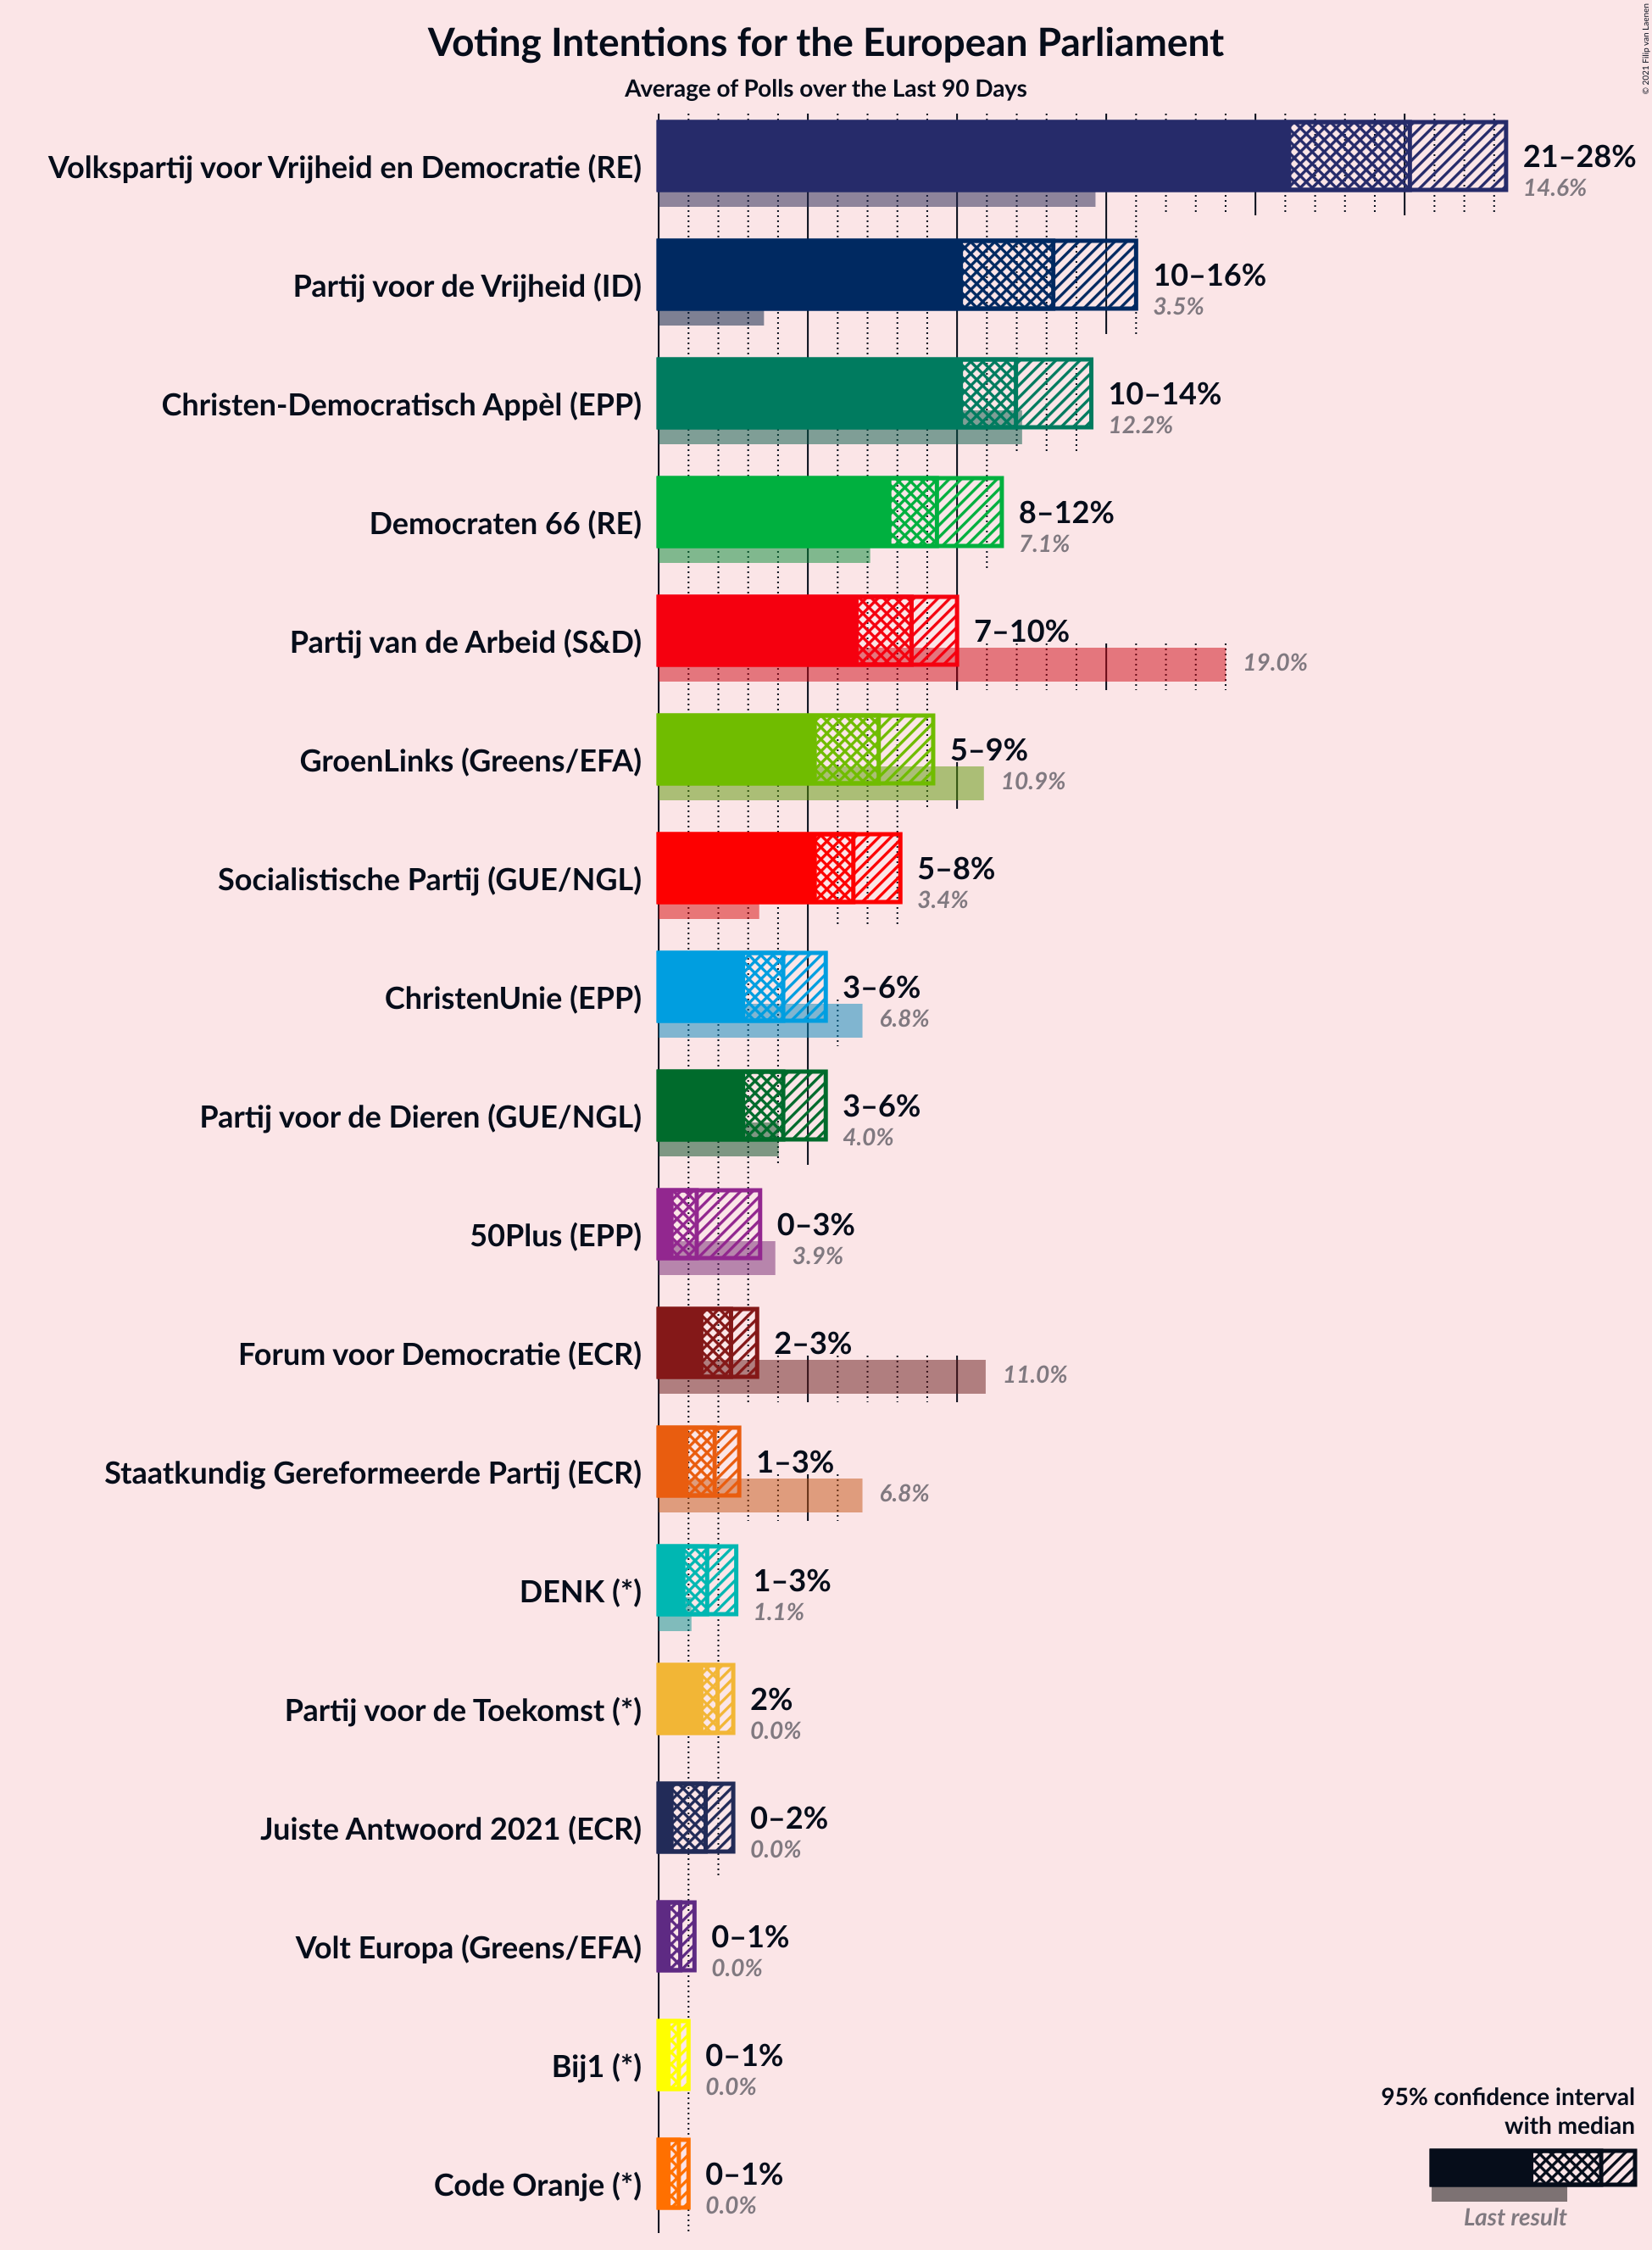 © 2021 Filip van Laenen
Voting Intentions for the European Parliament
Average of Polls over the Last 90 Days
Volkspartij voor Vrijheid en Democratie (RE)
21–28%
14.6%
Partij voor de Vrijheid (ID)
10–16%
3.5%
Christen-Democratisch Appèl (EPP)
10–14%
12.2%
Democraten 66 (RE)
8–12%
7.1%
Partij van de Arbeid (S&D)
7–10%
19.0%
GroenLinks (Greens/EFA)
5–9%
10.9%
Socialistische Partij (GUE/NGL)
5–8%
3.4%
ChristenUnie (EPP)
3–6%
6.8%
Partij voor de Dieren (GUE/NGL)
3–6%
4.0%
50Plus (EPP)
0–3%
3.9%
Forum voor Democratie (ECR)
2–3%
11.0%
Staatkundig Gereformeerde Partij (ECR)
1–3%
6.8%
DENK (*)
1–3%
1.1%
Partij voor de Toekomst (*)
2%
0.0%
Juiste Antwoord 2021 (ECR)
0–2%
0.0%
Volt Europa (Greens/EFA)
0–1%
0.0%
Bij1 (*)
0–1%
0.0%
Code Oranje (*)
0–1%
0.0%
95% confidence interval
with median
Last result